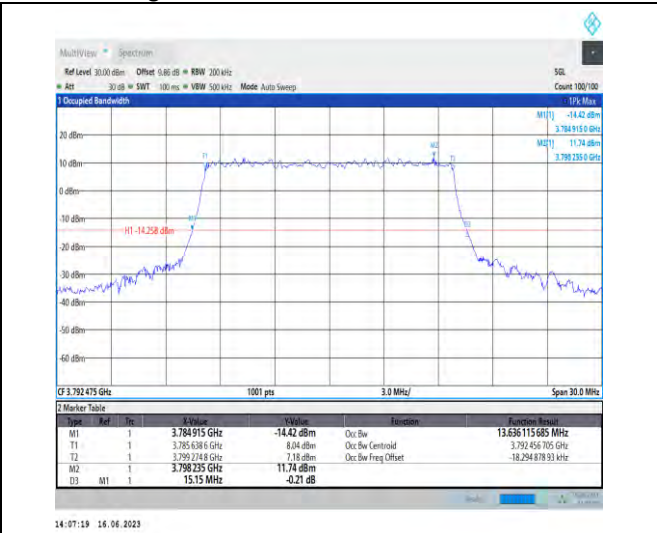 MultiView Spectrum
Ref Level 30.00 dBm Offset 9.86 dB RBW 200 kHz SGL
Att 30 dB SWT 100 ms VBW 500 kHz Mode Auto Sweep Count 100/100
1 Occupied Bandwidth 1Pk Max
M1[1] -14.42 dBm
3.784 915 0 GHz
M2[1] 11.74 dBm
3.798 235 0 GHz
20 dBm
M2
T1
10 dBm
0 dBm
-10 dBm
H1 -14.258 dBm
-20 dBm
-30 dBm
-40 dBm
-50 dBm
-60 dBm
CF 3.792 475 GHz 1001 pts 3.0 MHz/ Span 30.0 MHz
2 Marker Table
Type Ref Trc X-Value Y-Value Function Function Result
M1 1 3.784 915 GHz -14.42 dBm Occ Bw 13.636 115 685 MHz
T1 1 3.785 638 6 GHz 8.04 dBm Occ Bw Centroid 3.792 456 705 GHz
T2 1 3.799 274 8 GHz 7.18 dBm Occ Bw Freq Offset -18.294 878 93 kHz
M2 1 3.798 235 GHz 11.74 dBm
D3 M1 1 15.15 MHz -0.21 dB
14:07:19 16.06.2023